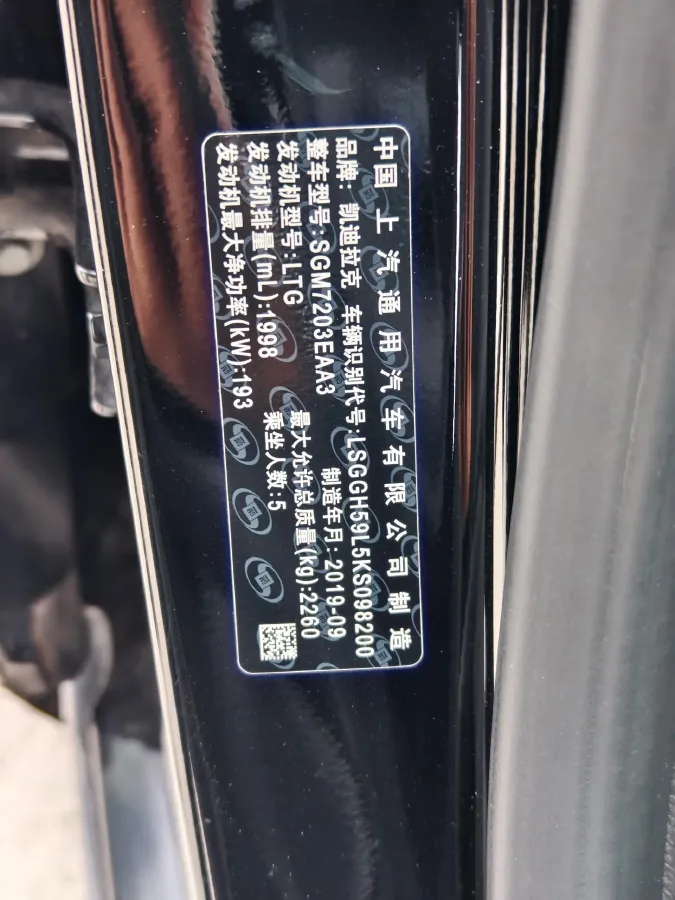 中国上汽通用汽车有限公司制造
品牌: 凯迪拉克 车辆识别代号:LSGGH59L5KS098200
整车型号:SGM7203EAA3 制造年月:2019-09
发动机型号:LTG 最大允许总质量(kg):2260
发动机排量(mL):1998 乘坐人数:5
发动机最大净功率(kW):193